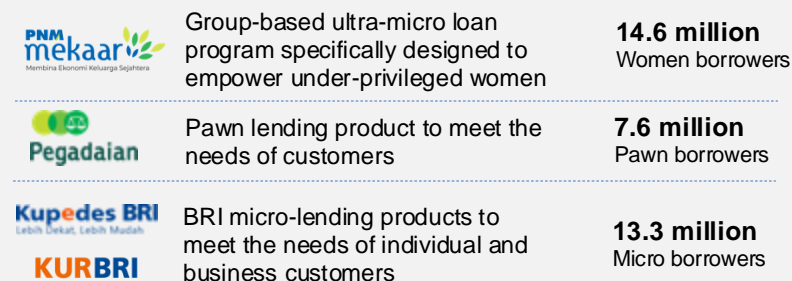 PNM
mekaar
Membina Ekonomi Keluarga Sejahtera
Group-based ultra-micro loan
program specifically designed to
empower under-privileged women
14.6 million
Women borrowers
Pegadaian
Pawn lending product to meet the
needs of customers
7.6 million
Pawn borrowers
Kupedes BRI
Lebih Dekat, Lebih Mudah
KURBRI
BRI micro-lending products to
meet the needs of individual and
business customers
13.3 million
Micro borrowers